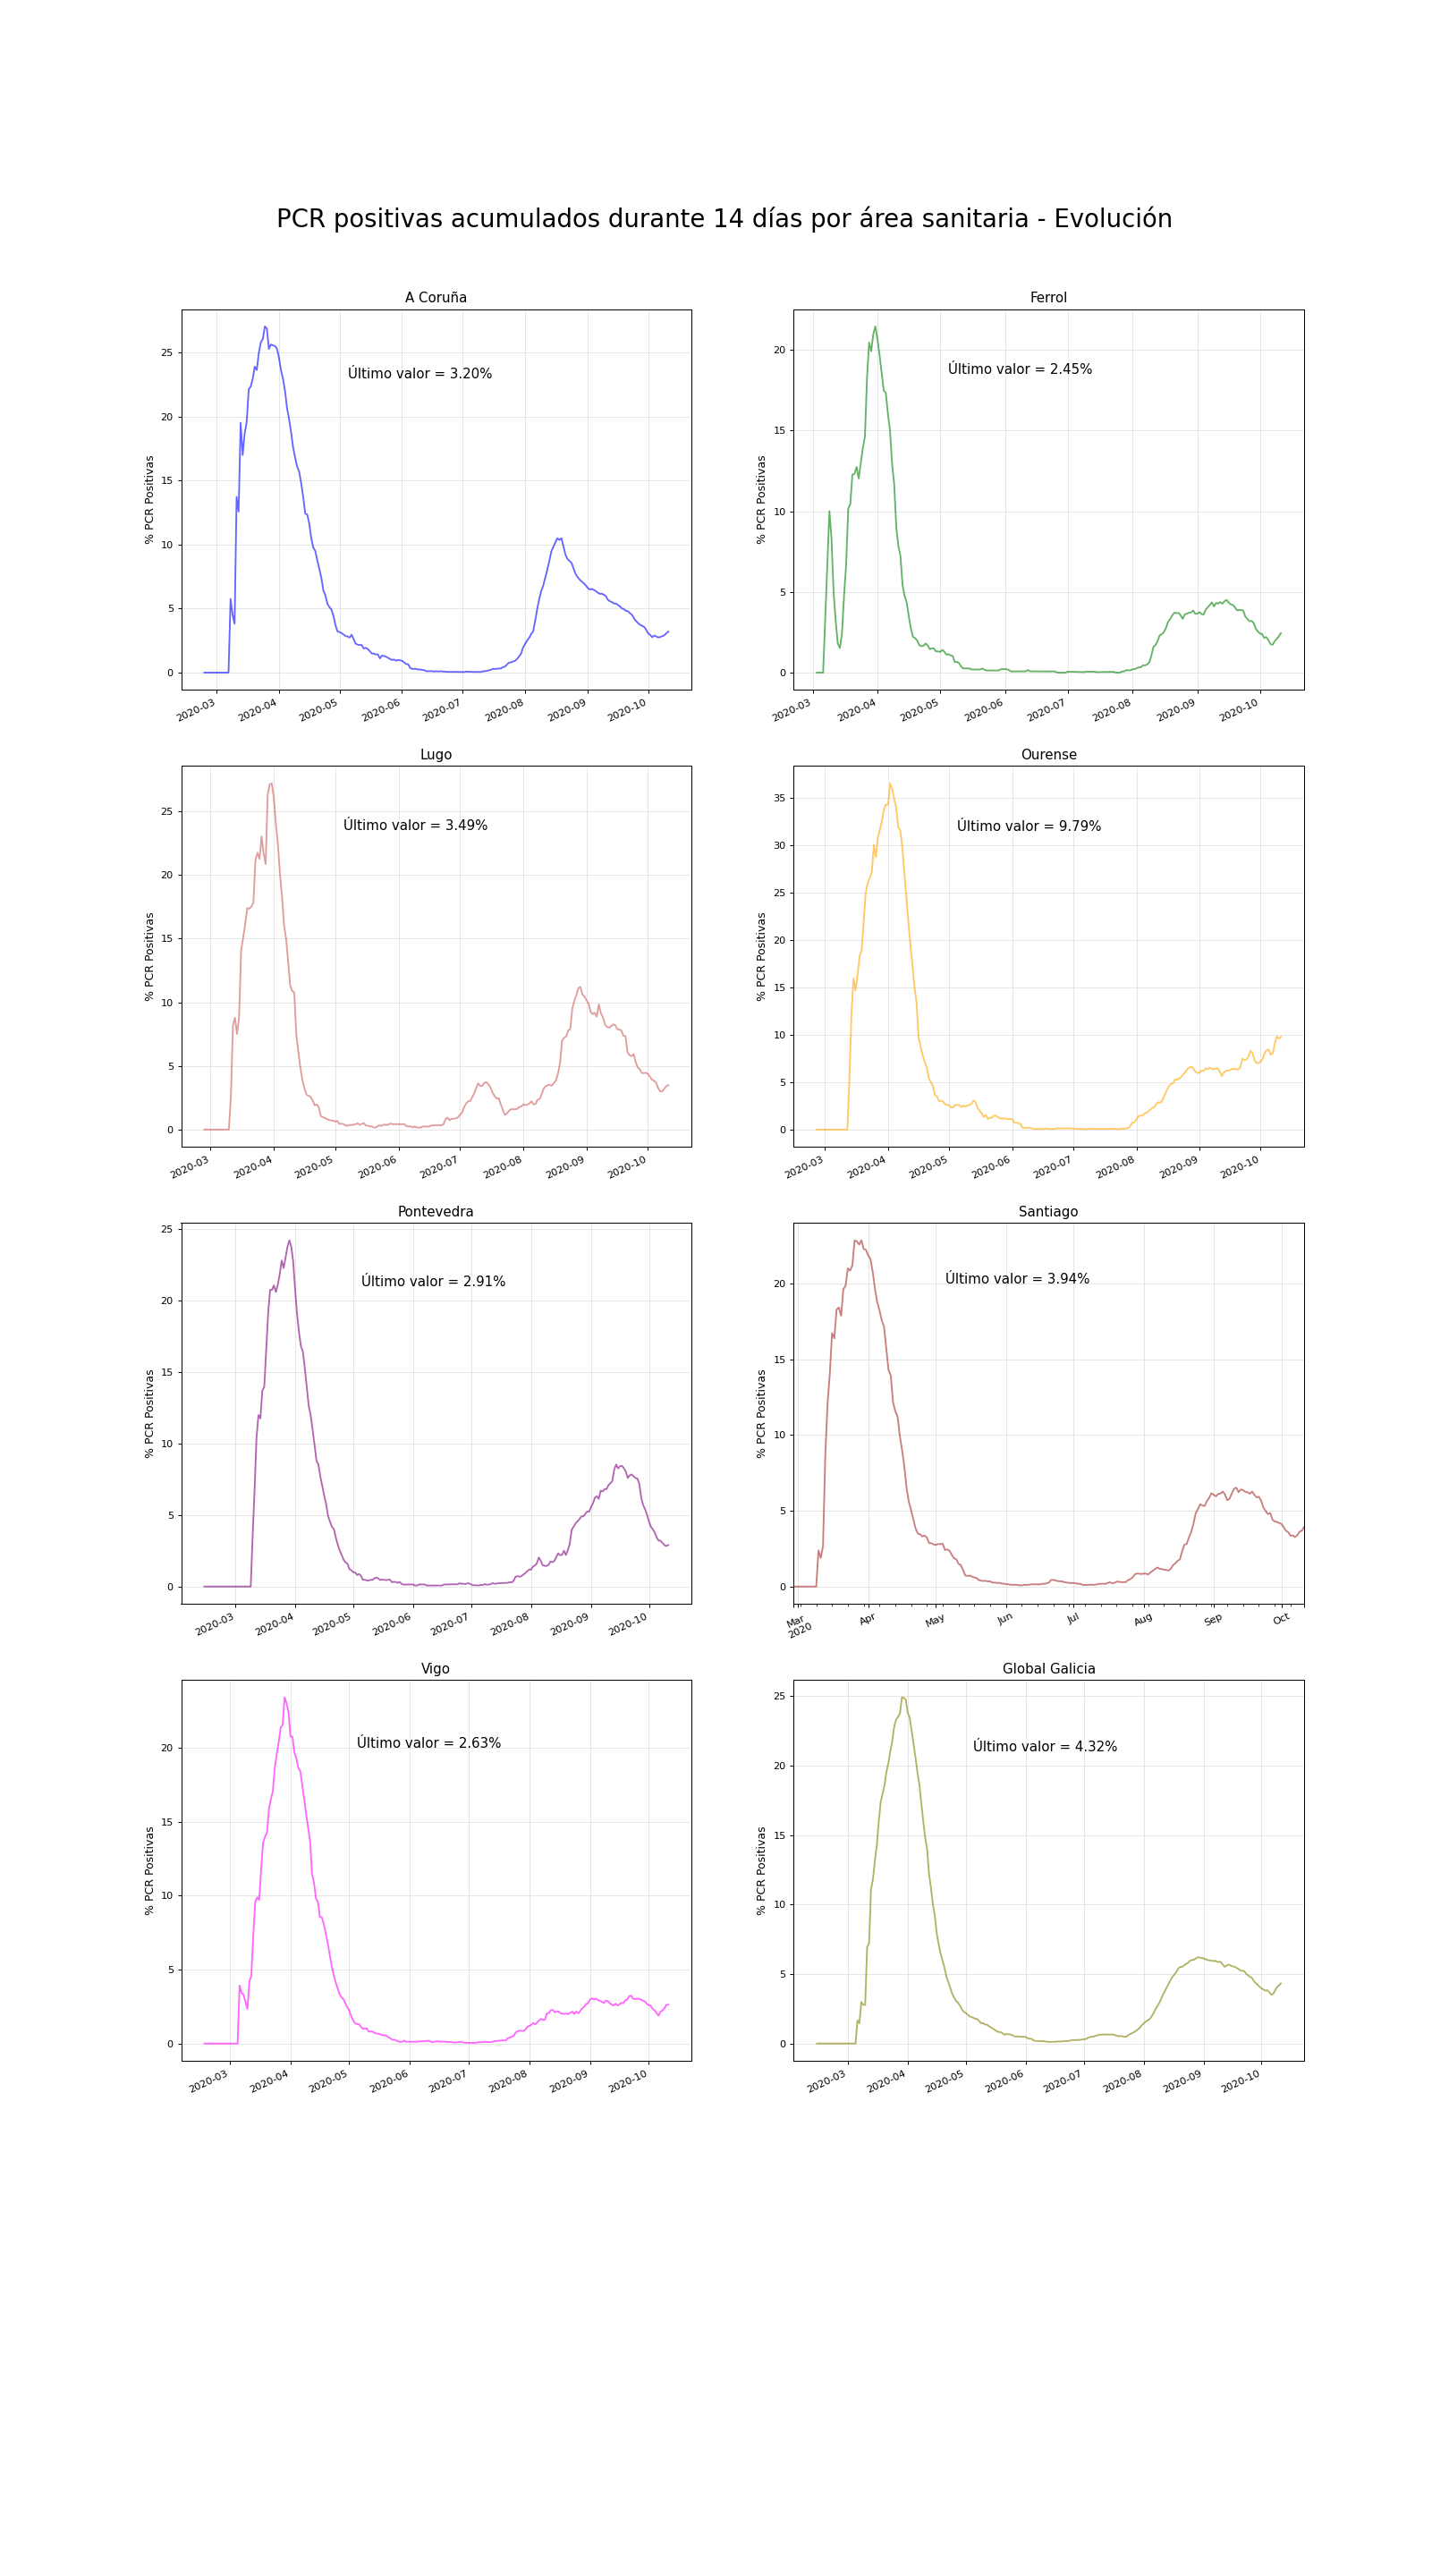 PCR positivas acumulados durante 14 días por área sanitaria - Evolución
A Coruña
Último valor = 3.20%
% PCR Positivas
25
20
15
10
5
0
2020-03 2020-04 2020-05 2020-06 2020-07 2020-08 2020-09 2020-10
Ferrol
Último valor = 2.45%
% PCR Positivas
20
15
10
5
0
2020-03 2020-04 2020-05 2020-06 2020-07 2020-08 2020-09 2020-10
Lugo
Último valor = 3.49%
% PCR Positivas
25
20
15
10
5
0
2020-03 2020-04 2020-05 2020-06 2020-07 2020-08 2020-09 2020-10
Ourense
Último valor = 9.79%
% PCR Positivas
35
30
25
20
15
10
5
0
2020-03 2020-04 2020-05 2020-06 2020-07 2020-08 2020-09 2020-10
Pontevedra
Último valor = 2.91%
% PCR Positivas
25
20
15
10
5
0
2020-03 2020-04 2020-05 2020-06 2020-07 2020-08 2020-09 2020-10
Santiago
Último valor = 3.94%
% PCR Positivas
20
15
10
5
0
Mar Apr May Jun Jul Aug Sep Oct
2020
Vigo
Último valor = 2.63%
% PCR Positivas
20
15
10
5
0
2020-03 2020-04 2020-05 2020-06 2020-07 2020-08 2020-09 2020-10
Global Galicia
Último valor = 4.32%
% PCR Positivas
25
20
15
10
5
0
2020-03 2020-04 2020-05 2020-06 2020-07 2020-08 2020-09 2020-10